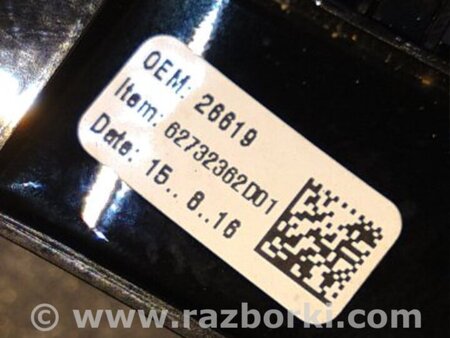 OEM: 26619
Item: 62732362D01
Date: 15.. 8..16
© www.razborki.com